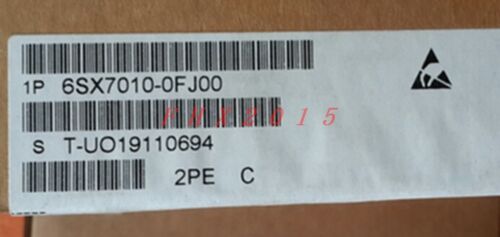 1P 6SX7010-0FJ00
FHX2015
S T-UO19110694
2PE C